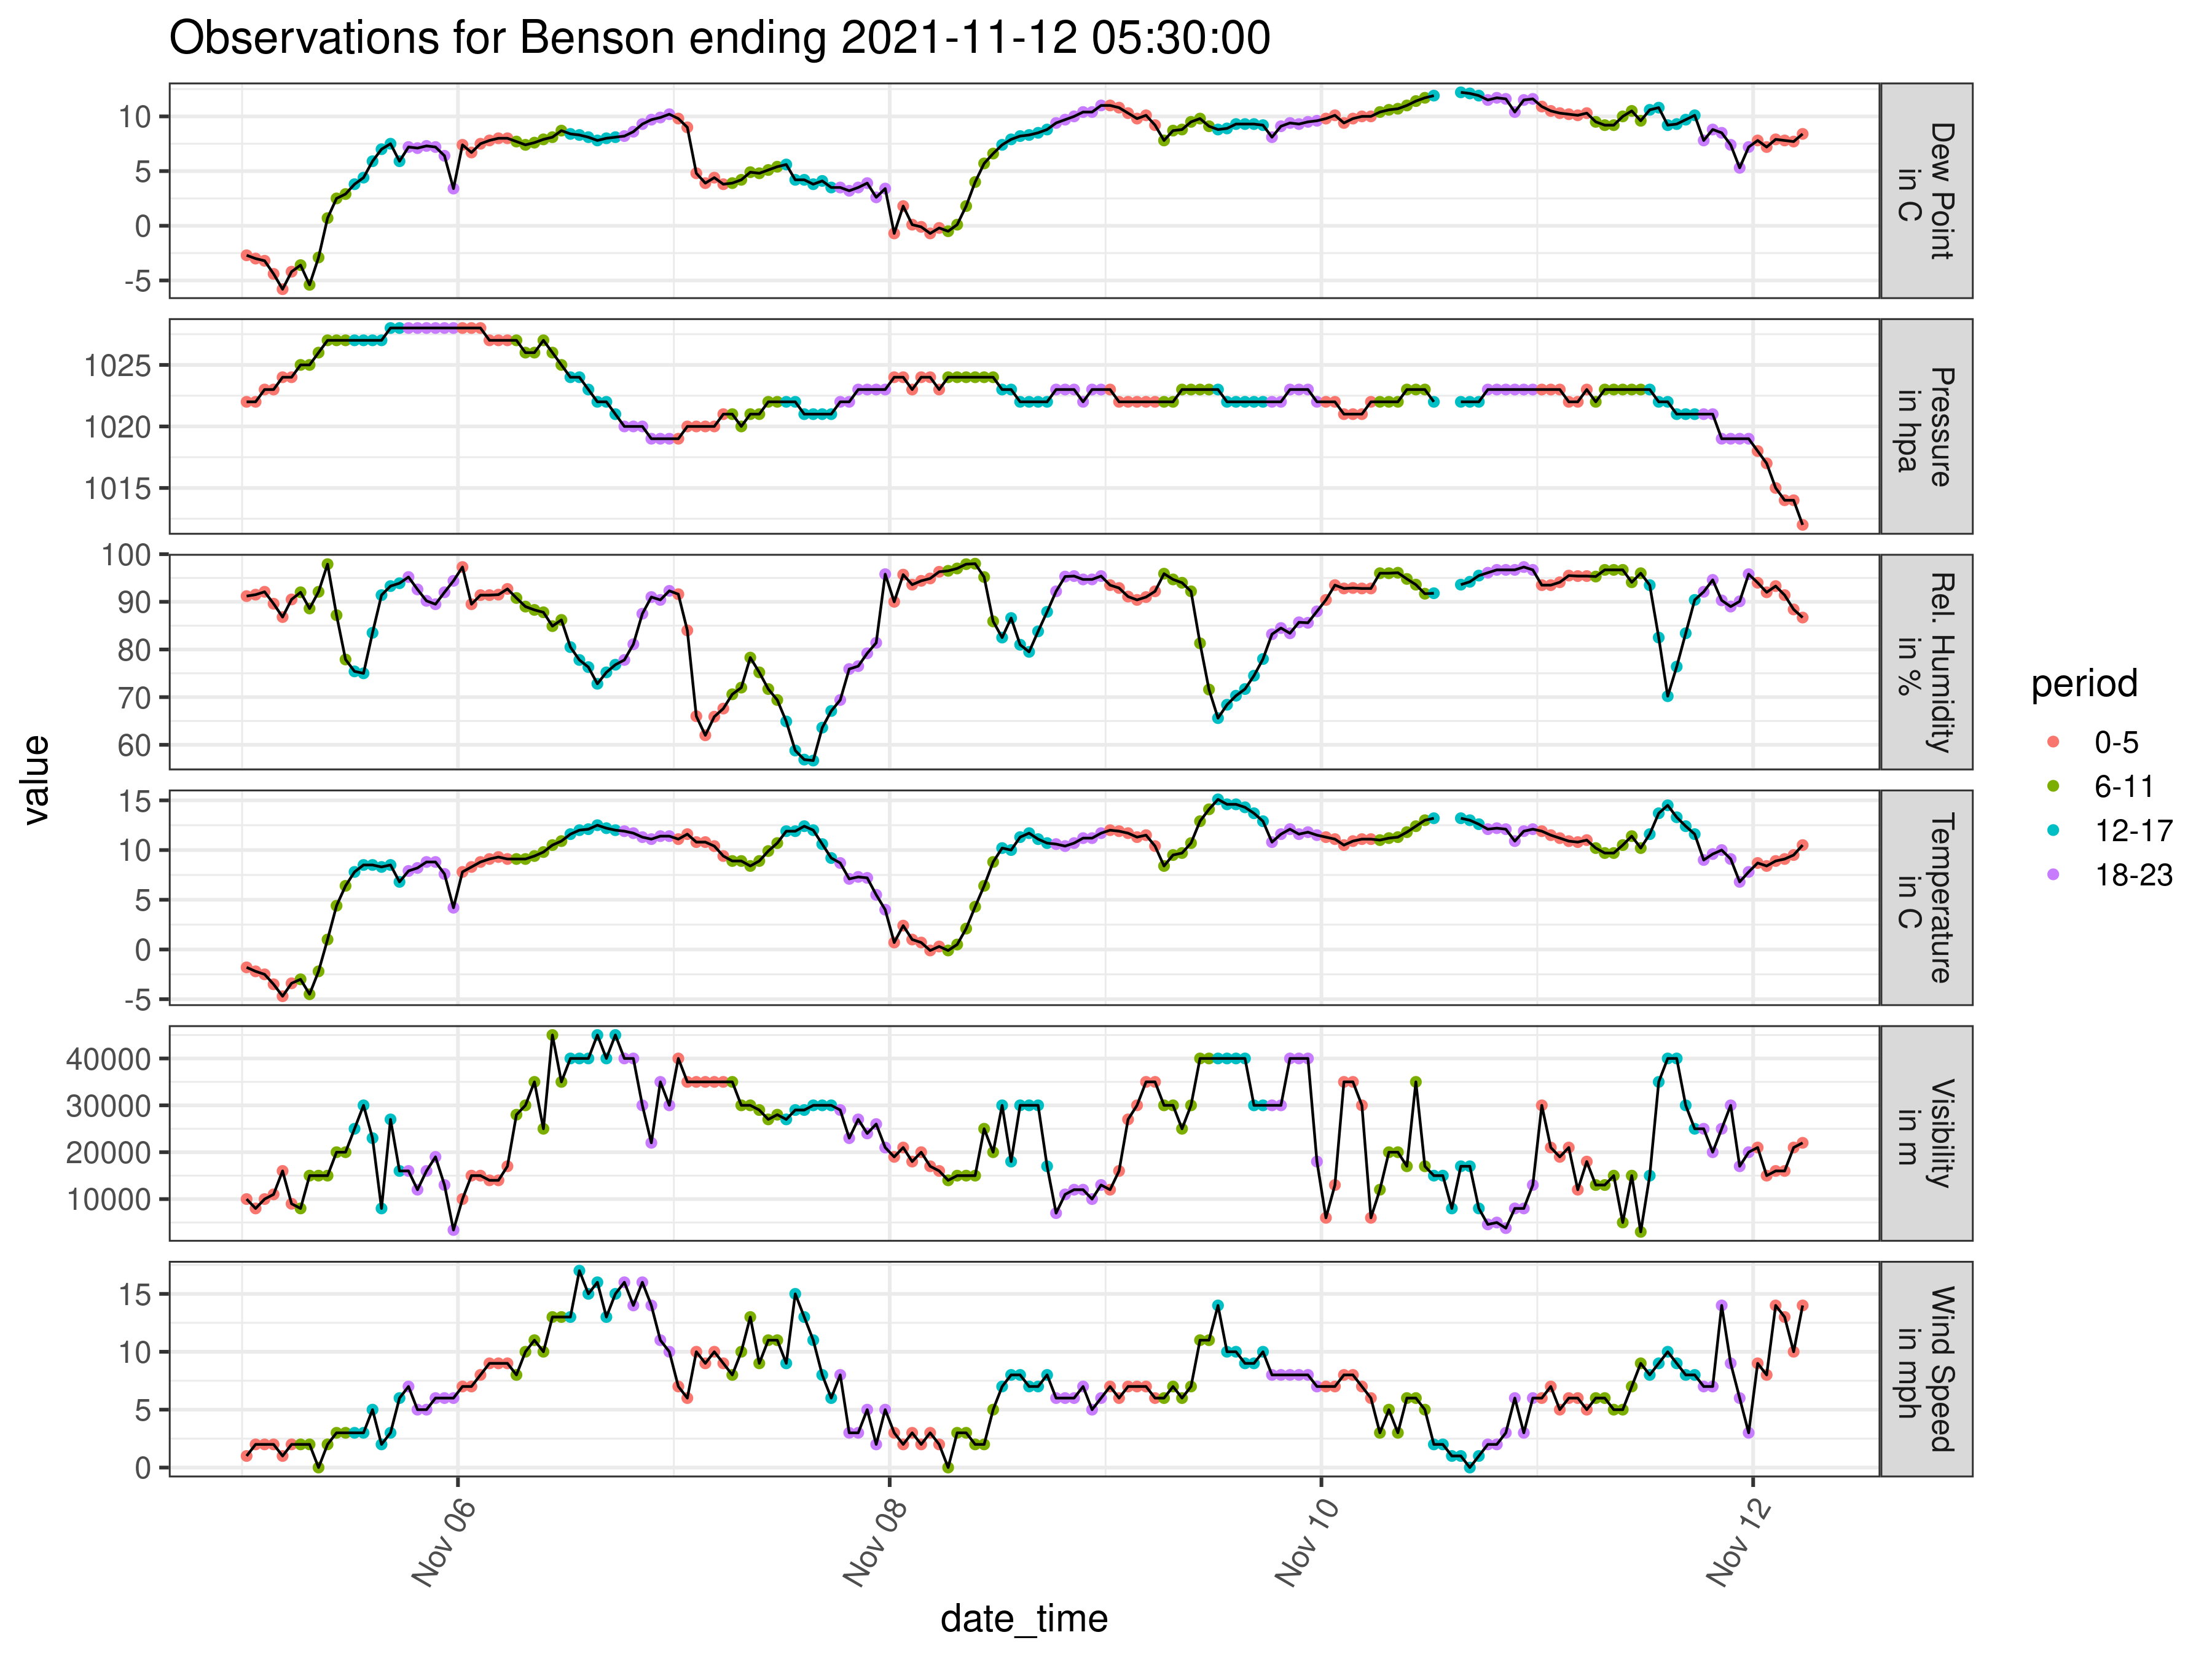 Observations for Benson ending 2021-11-12 05:30:00
value
10
5
0
-5
Dew Point
in C
1025
1020
1015
Pressure
in hpa
100
90
80
70
60
Rel. Humidity
in %
15
10
5
0
-5
Temperature
in C
40000
30000
20000
10000
Visibility
in m
15
10
5
0
Wind Speed
in mph
Nov 06
Nov 08
Nov 10
Nov 12
date_time
period
0-5
6-11
12-17
18-23